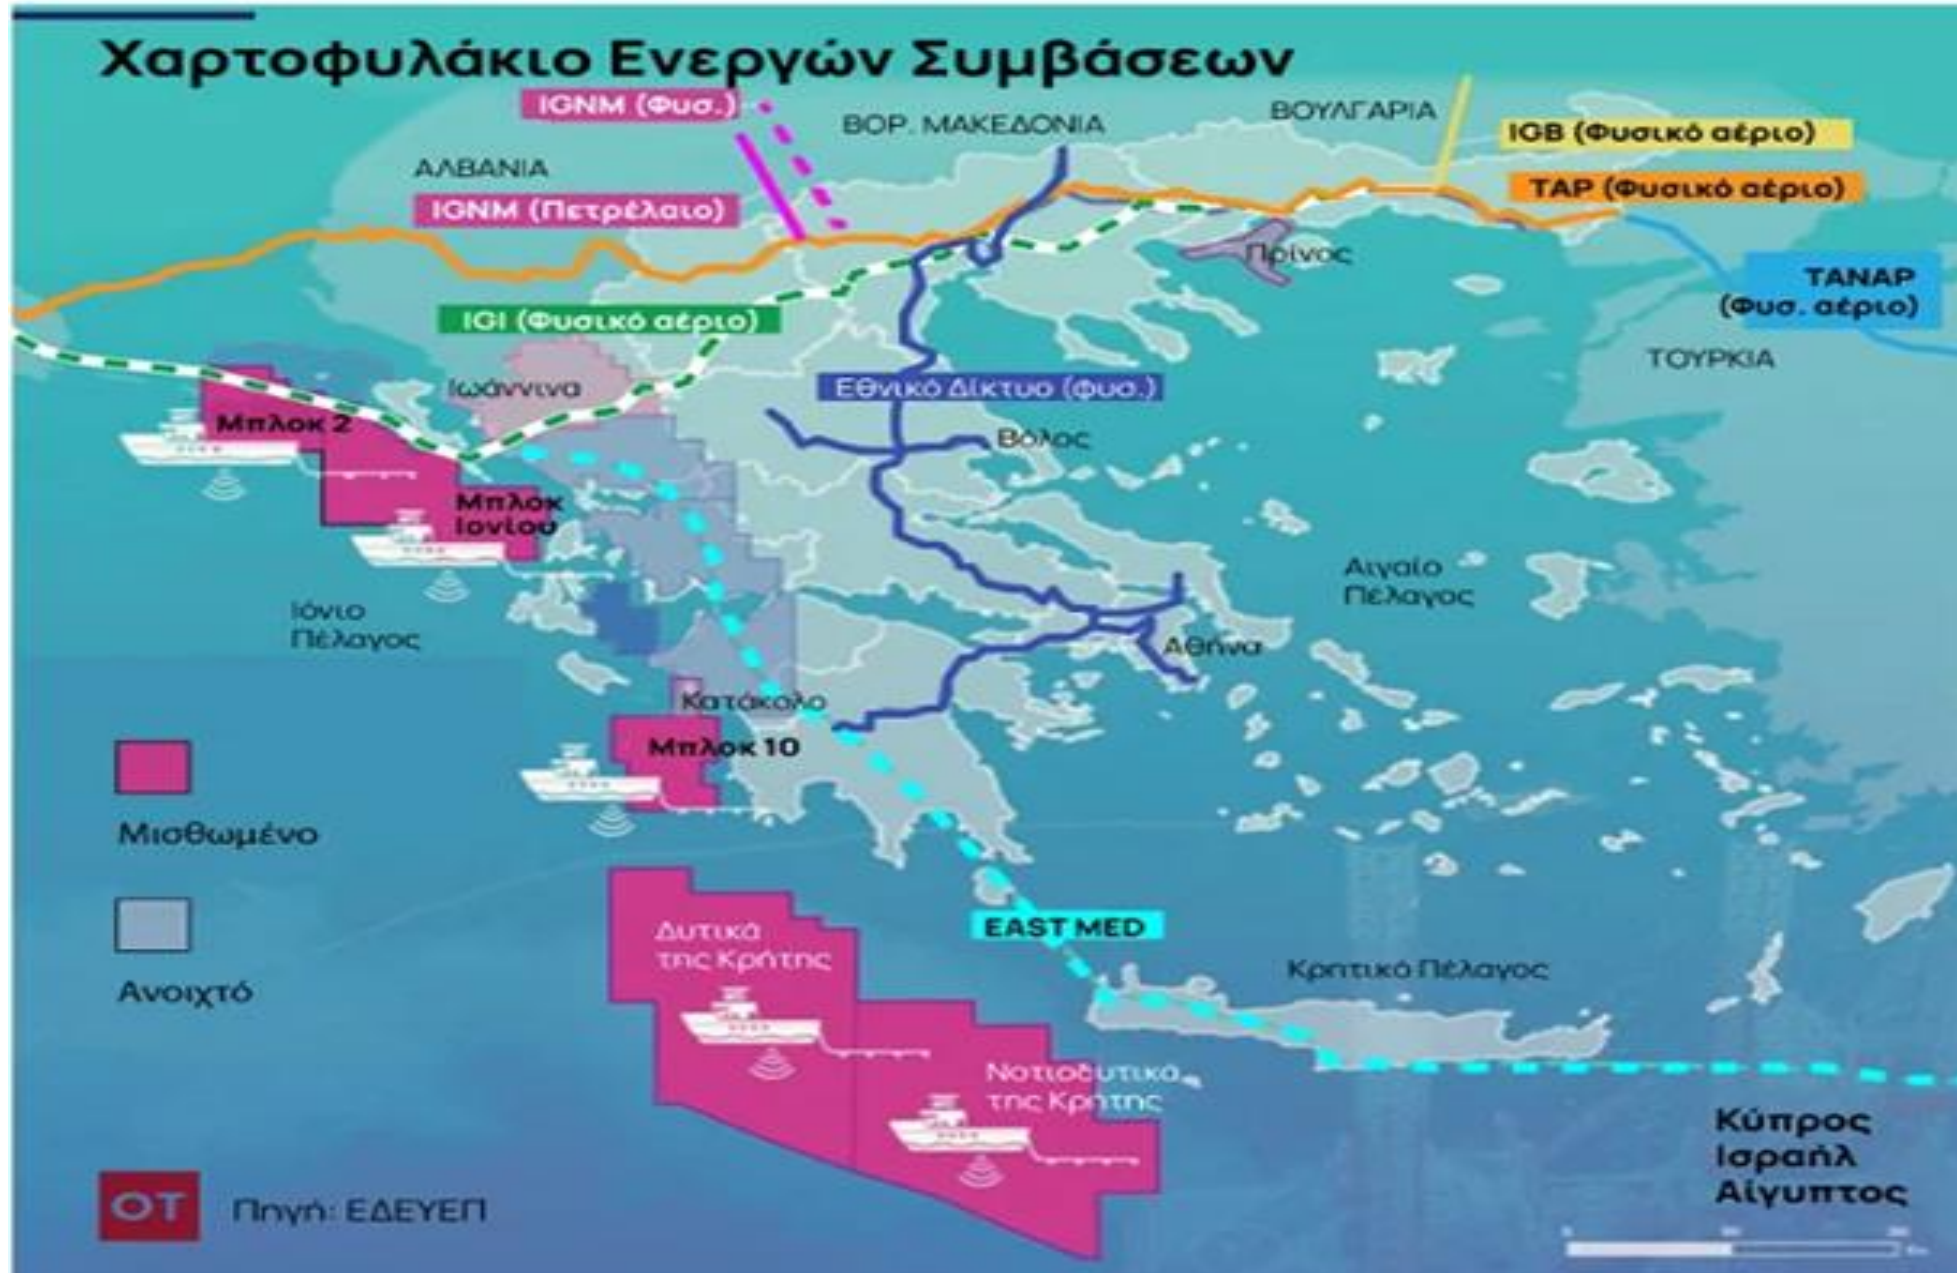 Χαρτοφυλάκιο Ενεργών Συμβάσεων
IGNM (Φυσ.)
ΒΟΡ. ΜΑΚΕΔΟΝΙΑ
ΒΟΥΛΓΑΡΙΑ
IGB (Φυσικό αέριο)
ΑΛΒΑΝΙΑ
TAP (Φυσικό αέριο)
IGNM (Πετρέλαιο)
Πρίνος
TANAP
(Φυσ. αέριο)
IGI (Φυσικό αέριο)
ΤΟΥΡΚΙΑ
Ιωάννινα
Εθνικό Δίκτυο (φυσ.)
Μπλοκ 2
Βόλος
Μπλοκ
Ιονίου
Αιγαίο
Πέλαγος
Ιόνιο
Πέλαγος
Αθήνα
Κατάκολο
Μπλοκ 10
Μισθωμένο
EAST MED
Δυτικά
της Κρήτης
Κρητικό Πέλαγος
Ανοιχτό
Νοτιοδυτικά
της Κρήτης
Κύπρος
Ισραήλ
Αίγυπτος
OT
Πηγή: ΕΔΕΥΕΠ